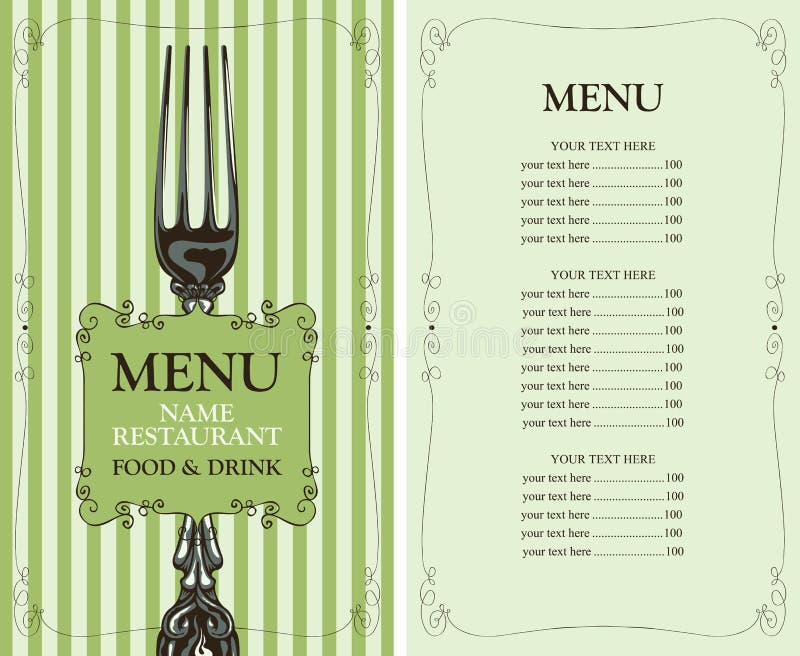 MENU
NAME
RESTAURANT
FOOD & DRINK
MENU
YOUR TEXT HERE
your text here ....................100
your text here ....................100
your text here ....................100
your text here ....................100
your text here ....................100
YOUR TEXT HERE
your text here ....................100
your text here ....................100
your text here ....................100
your text here ....................100
your text here ....................100
your text here ....................100
your text here ....................100
YOUR TEXT HERE
your text here ....................100
your text here ....................100
your text here ....................100
your text here ....................100
your text here ....................100
dreamstime